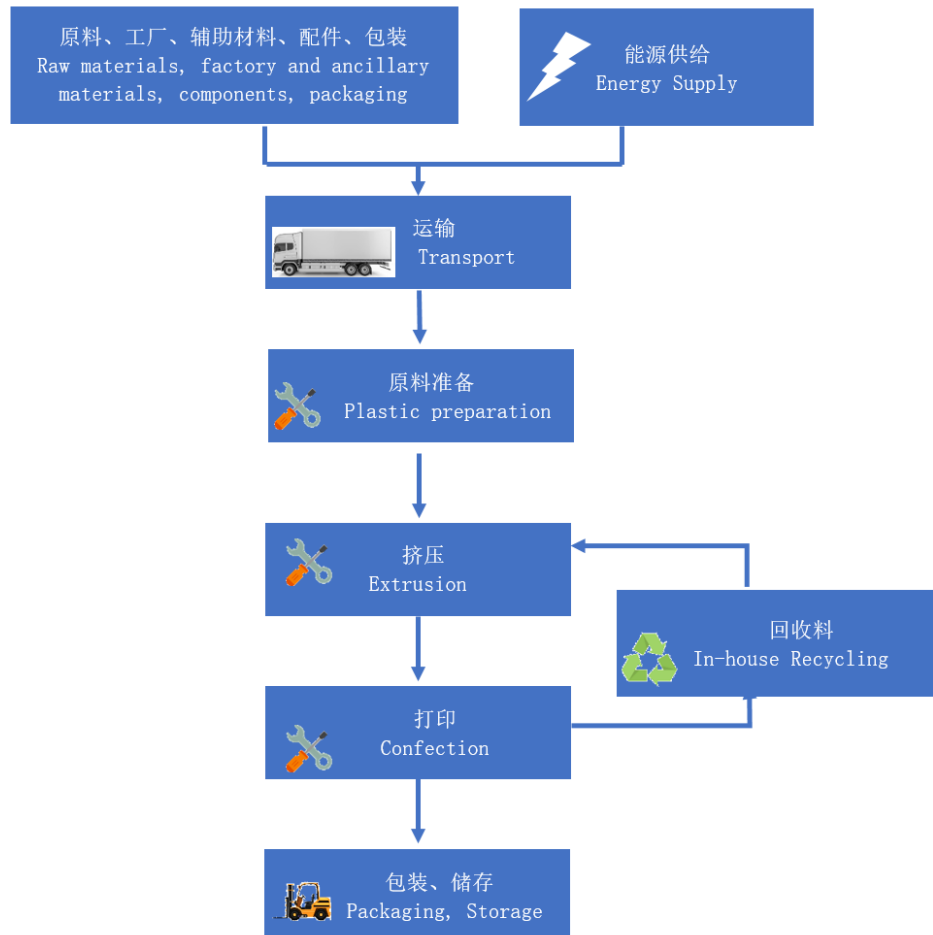 原料、工厂、辅助材料、配件、包装
Raw materials, factory and ancillary
materials, components, packaging
能源供给
Energy Supply
运输
Transport
原料准备
Plastic preparation
挤压
Extrusion
回收料
In-house Recycling
打印
Confection
包装、储存
Packaging, Storage